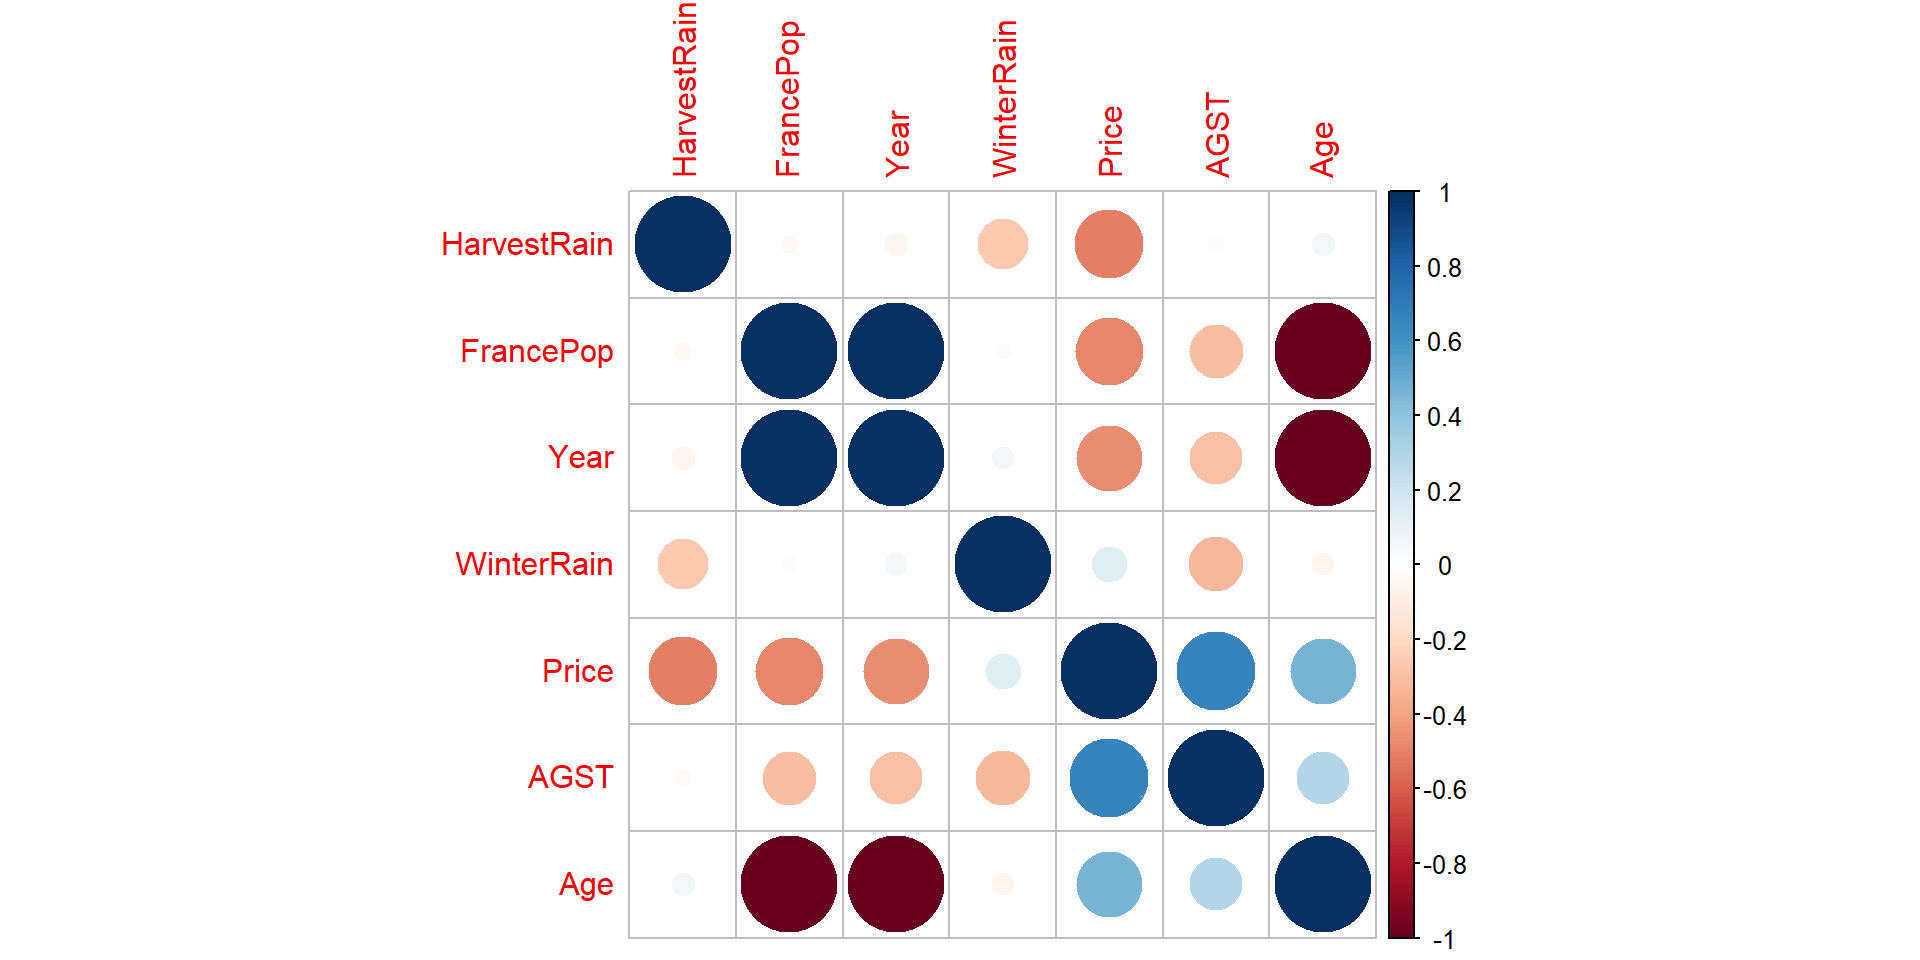 HarvestRain
FrancePop
Year
WinterRain
Price
AGST
Age
HarvestRain
FrancePop
Year
WinterRain
Price
AGST
Age
1
0.8
0.6
0.4
0.2
0
-0.2
-0.4
-0.6
-0.8
-1